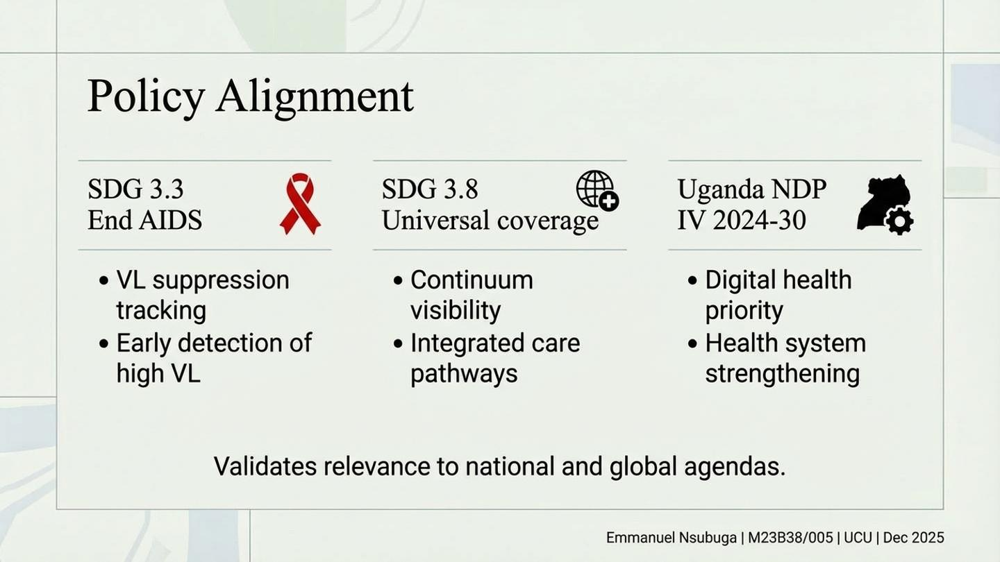 Policy Alignment
SDG 3.3
End AIDS
SDG 3.8
Universal coverage
Uganda NDP
IV 2024-30
• VL suppression
tracking
• Early detection of
high VL
• Continuum
visibility
• Integrated care
pathways
• Digital health
priority
• Health system
strengthening
Validates relevance to national and global agendas.
Emmanuel Nsubuga | M23B38/005 | UCU | Dec 2025